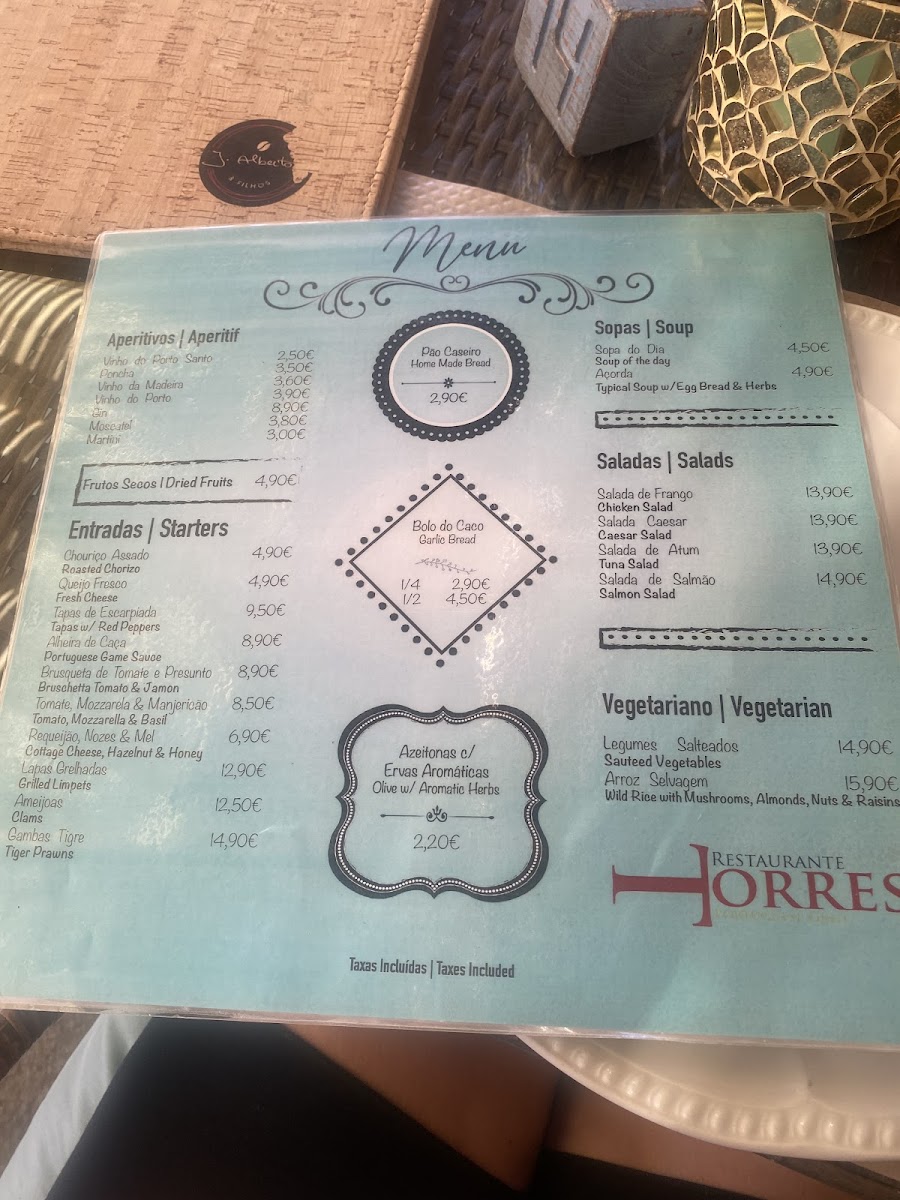 19
J. Alberto
& FILHOS
Menu
Aperitivos | Aperitif
Vinho do Porto Santo 2,50€
Poncha 3,50€
Vinho da Madeira 3,60€
Vinho do Porto 3,90€
Gin 8,90€
Moscatel 3,80€
Martini 3,00€
Frutos Secos | Dried Fruits 4,90€
Entradas | Starters
Chouriço Assado 4,90€
Roasted Chorizo
Queijo Fresco 4,90€
Fresh Cheese
Tapas de Escarpiada 9,50€
Tapas w/ Red Peppers
Alheira de Caça 8,90€
Portuguese Game Sauce
Brusqueta de Tomate e Presunto 8,90€
Bruschetta Tomato & Jamon
Tomate, Mozzarela & Manjericão 8,50€
Tomato, Mozzarella & Basil
Requeijão, Nozes & Mel 6,90€
Cottage Cheese, Hazelnut & Honey
Lapas Grelhadas 12,90€
Grilled Limpets
Ameijoas 12,50€
Clams
Gambas Tigre 14,90€
Tiger Prawns
Pão Caseiro
Home Made Bread
2,90€
Bolo do Caco
Garlic Bread
1/4 2,90€
1/2 4,50€
Azeitonas c/
Ervas Aromáticas
Olive w/ Aromatic Herbs
2,20€
Sopas | Soup
Sopa do Dia 4,50€
Soup of the day
Açorda 4,90€
Typical Soup w/Egg Bread & Herbs
Saladas | Salads
Salada de Frango 13,90€
Chicken Salad
Salada Caesar 13,90€
Caesar Salad
Salada de Atum 13,90€
Tuna Salad
Salada de Salmão 14,90€
Salmon Salad
Vegetariano | Vegetarian
Legumes Salteados 14,90€
Sauteed Vegetables
Arroz Selvagem 15,90€
Wild Rice with Mushrooms, Almonds, Nuts & Raisins
RESTAURANTE
TORRES
Taxas Incluídas | Taxes Included